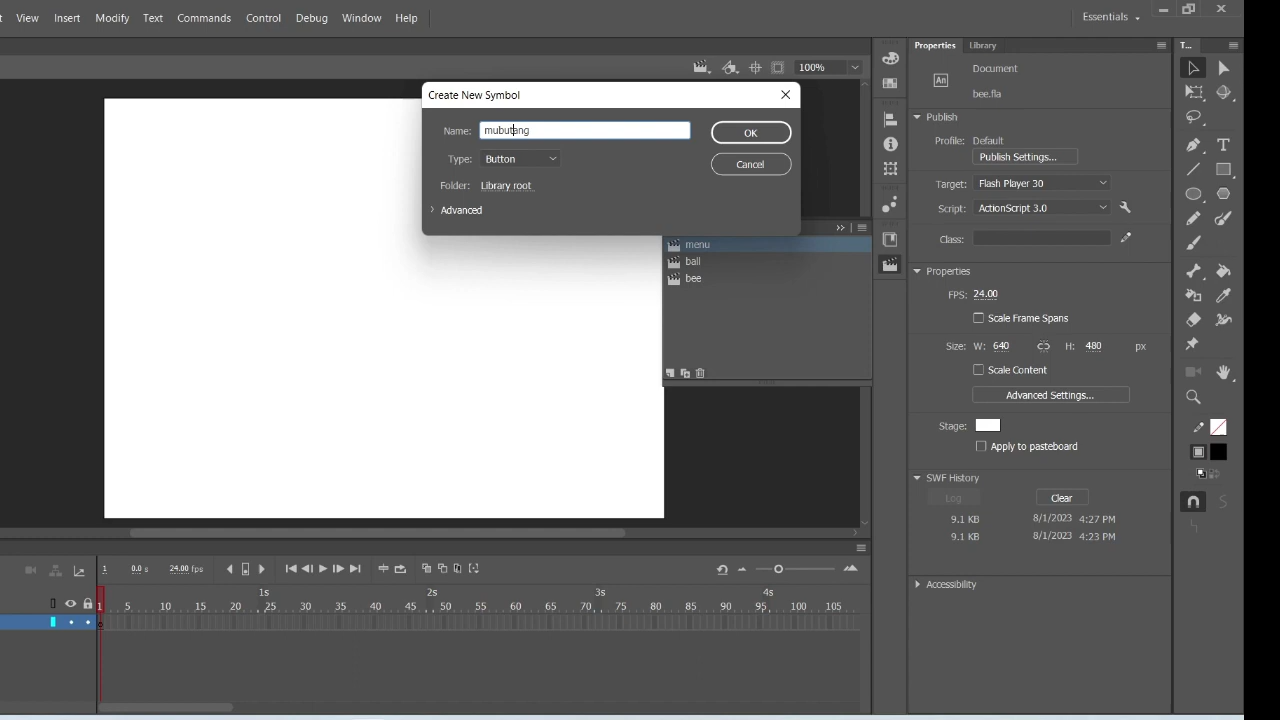 View Insert Modify Text Commands Control Debug Window Help
Essentials
100%
Create New Symbol
Name: mubutang
OK
Type: Button
Cancel
Folder: Library root
Advanced
menu
ball
bee
Properties Library
T...
Document
An
bee.fla
Publish
Profile: Default
Publish Settings...
Target: Flash Player 30
Script: ActionScript 3.0
Class:
Properties
FPS: 24.00
Scale Frame Spans
Size: W: 640 H: 480 px
Scale Content
Advanced Settings...
Stage:
Apply to pasteboard
SWF History
Log Clear
9.1 KB 8/1/2023 4:27 PM
9.1 KB 8/1/2023 4:23 PM
Accessibility
1 0.0 s 24.00 fps
1s 2s 3s 4s
1 5 10 15 20 25 30 35 40 45 50 55 60 65 70 75 80 85 90 95 100 105